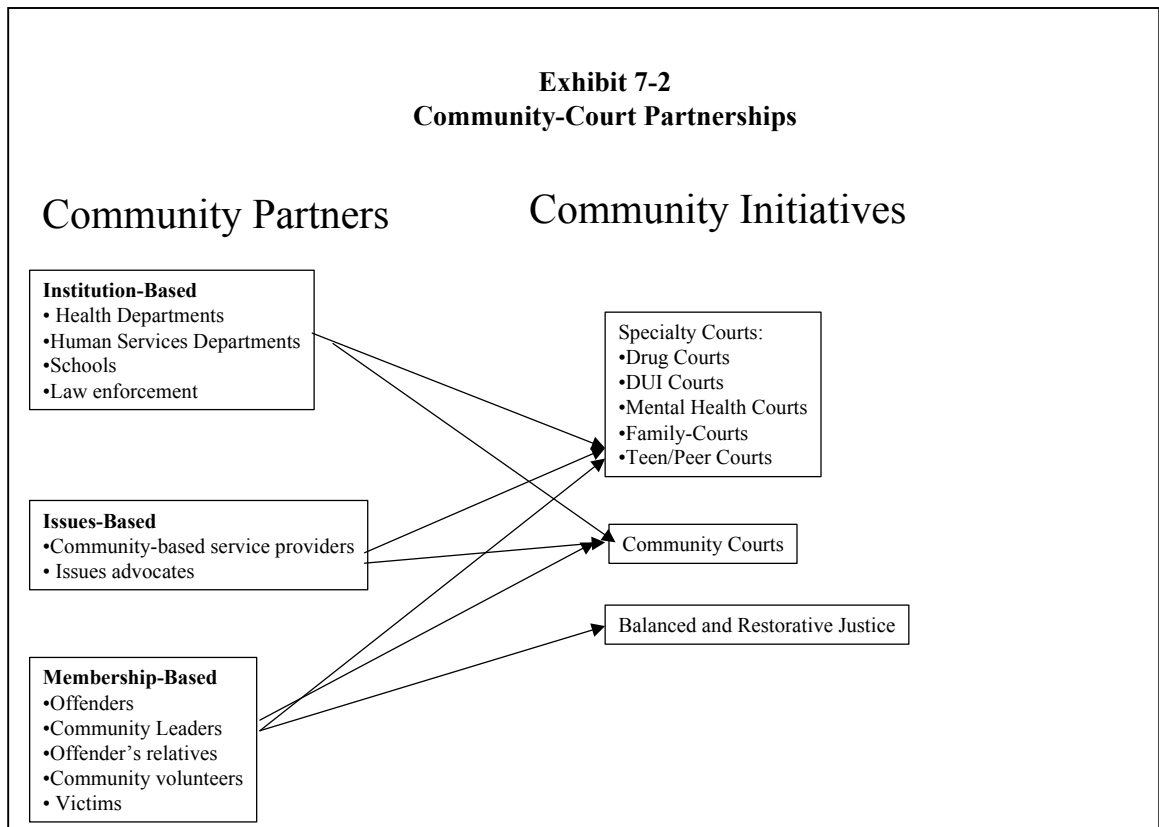 Exhibit 7-2
Community-Court Partnerships
Community Partners
Community Initiatives
Institution-Based
• Health Departments
•Human Services Departments
•Schools
•Law enforcement
Issues-Based
•Community-based service providers
• Issues advocates
Membership-Based
•Offenders
•Community Leaders
•Offender’s relatives
•Community volunteers
• Victims
Specialty Courts:
•Drug Courts
•DUI Courts
•Mental Health Courts
•Family-Courts
•Teen/Peer Courts
Community Courts
Balanced and Restorative Justice